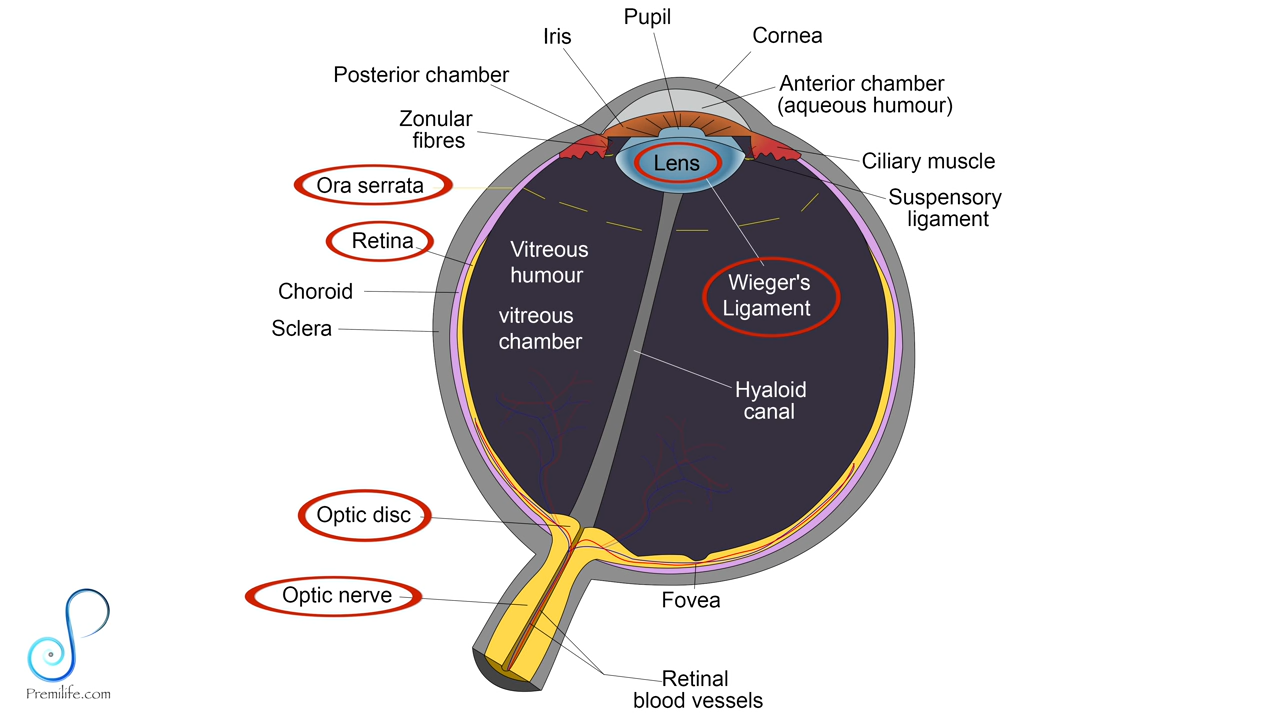 Pupil
Iris
Cornea
Posterior chamber
Anterior chamber
(aqueous humour)
Zonular
fibres
Lens
Ciliary muscle
Ora serrata
Suspensory
ligament
Retina
Vitreous
humour
Wieger's
Ligament
Choroid
vitreous
chamber
Sclera
Hyaloid
canal
Optic disc
Optic nerve
Fovea
Retinal
blood vessels
Premilife.com